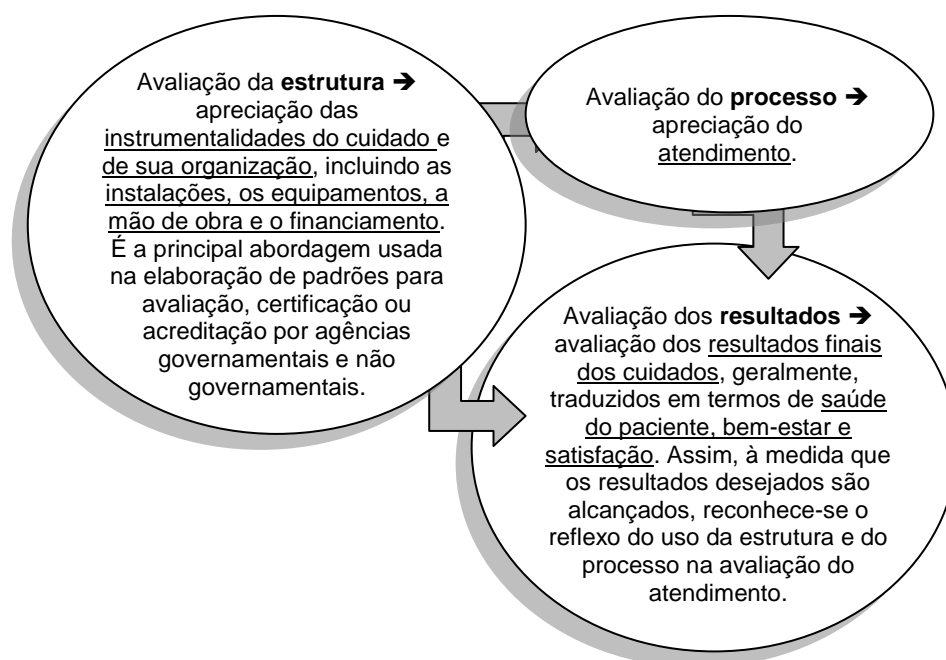 Avaliação da estrutura ➔
apreciação das
instrumentalidades do cuidado e
de sua organização, incluindo as
instalações, os equipamentos, a
mão de obra e o financiamento.
É a principal abordagem usada
na elaboração de padrões para
avaliação, certificação ou
acreditação por agências
governamentais e não
governamentais.
Avaliação do processo ➔
apreciação do
atendimento.
Avaliação dos resultados ➔
avaliação dos resultados finais
dos cuidados, geralmente,
traduzidos em termos de saúde
do paciente, bem-estar e
satisfação. Assim, à medida que
os resultados desejados são
alcançados, reconhece-se o
reflexo do uso da estrutura e do
processo na avaliação do
atendimento.